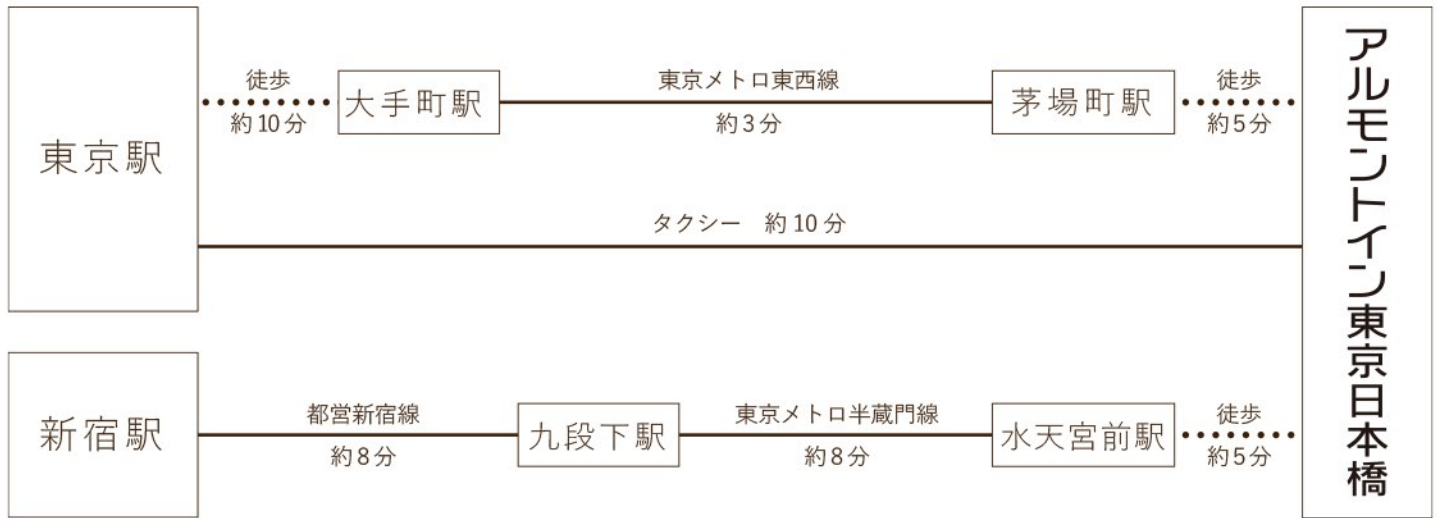 東京駅
徒歩
約10分
大手町駅
東京メトロ東西線
約3分
茅場町駅
徒歩
約5分
タクシー　約10分
新宿駅
都営新宿線
約8分
九段下駅
東京メトロ半蔵門線
約8分
水天宮前駅
徒歩
約5分
アルモントイン東京日本橋